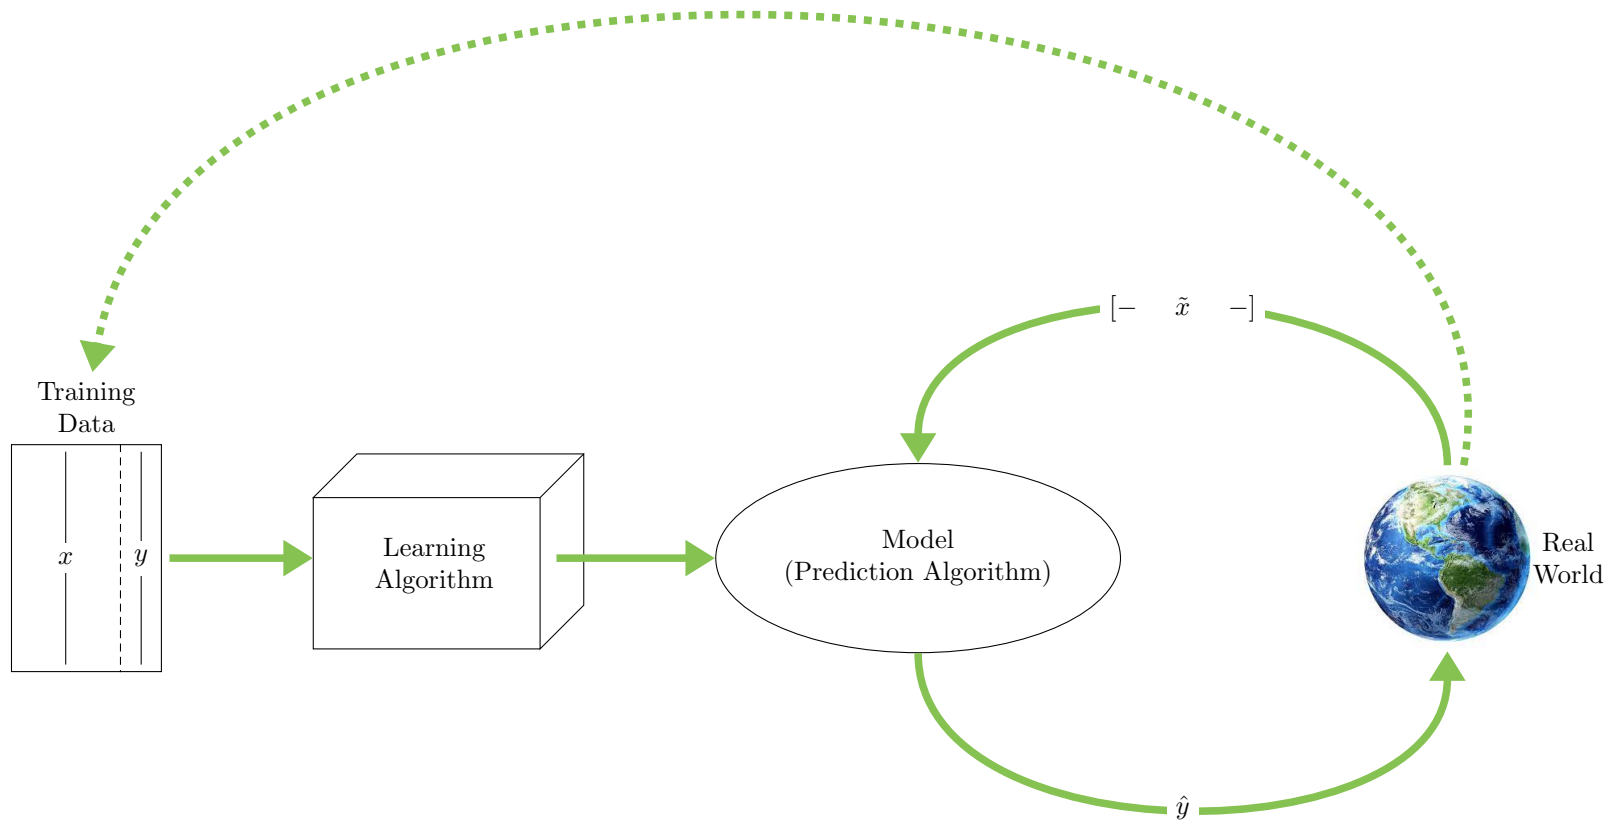 [− x̃ −]
Training
Data
x y
Learning
Algorithm
Model
(Prediction Algorithm)
Real
World
ŷ